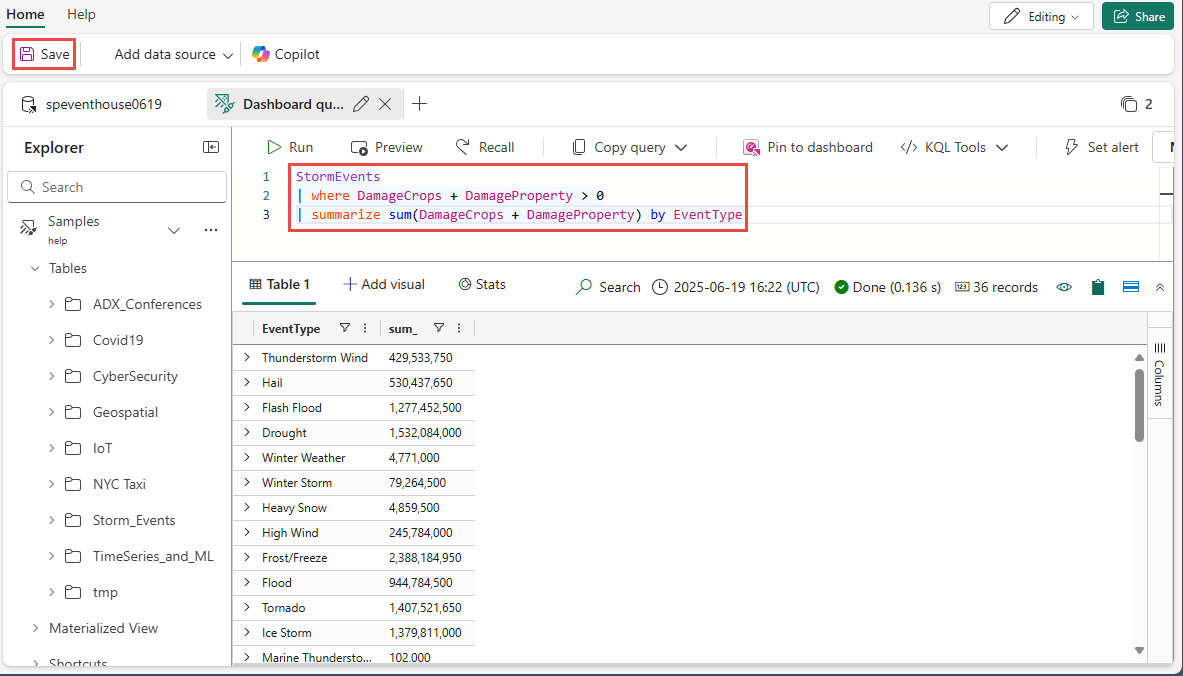 Home Help Editing Share
Save Add data source Copilot
speventhouse0619 Dashboard qu... 2
Explorer
Search
Samples
help
Tables
ADX_Conferences
Covid19
CyberSecurity
Geospatial
IoT
NYC Taxi
Storm_Events
TimeSeries_and_ML
tmp
Materialized View
Shortcuts
Run Preview Recall Copy query Pin to dashboard KQL Tools Set alert
1 StormEvents
2 | where DamageCrops + DamageProperty > 0
3 | summarize sum(DamageCrops + DamageProperty) by EventType
Table 1 Add visual Stats Search 2025-06-19 16:22 (UTC) Done (0.136 s) 123 36 records
EventType sum_
Thunderstorm Wind 429,533,750
Hail 530,437,650
Flash Flood 1,277,452,500
Drought 1,532,084,000
Winter Weather 4,771,000
Winter Storm 79,264,500
Heavy Snow 4,859,500
High Wind 245,784,000
Frost/Freeze 2,388,184,950
Flood 944,784,500
Tornado 1,407,521,650
Ice Storm 1,379,811,000
Marine Thundersto... 102,000
Columns